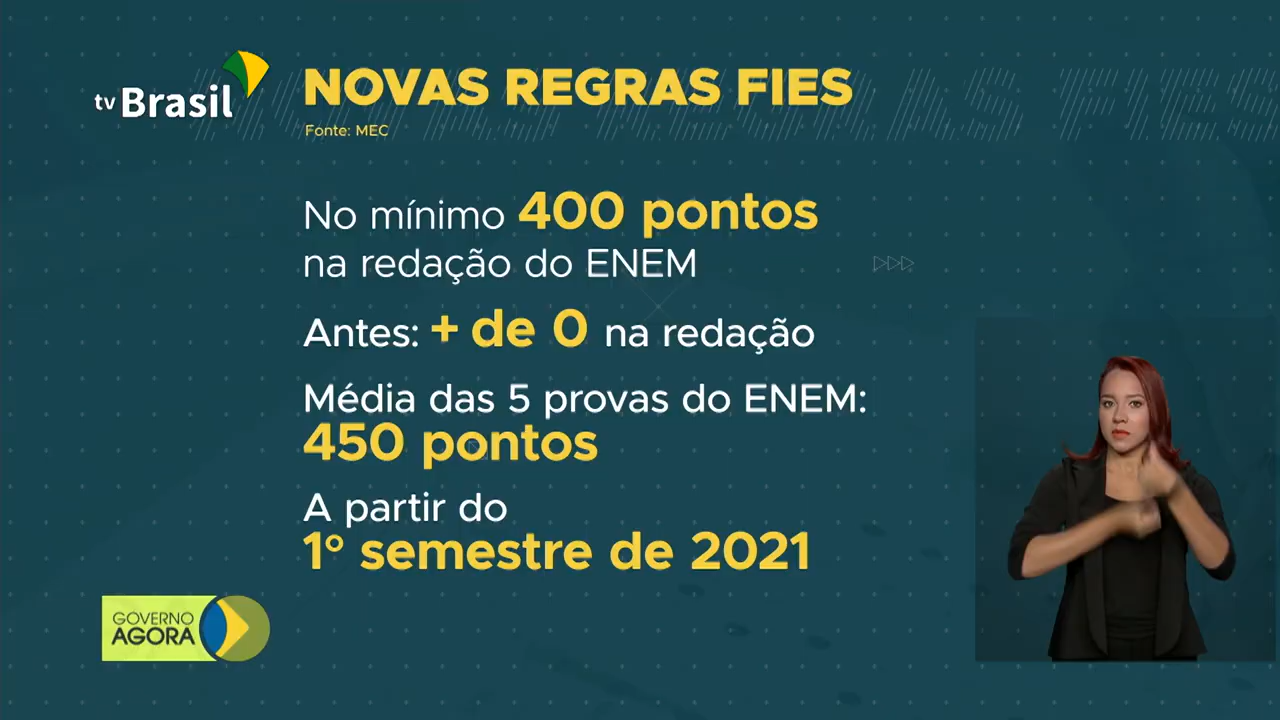 tv Brasil
NOVAS REGRAS FIES
Fonte: MEC
No mínimo 400 pontos
na redação do ENEM
Antes: + de 0 na redação
Média das 5 provas do ENEM:
450 pontos
A partir do
1º semestre de 2021
GOVERNO
AGORA